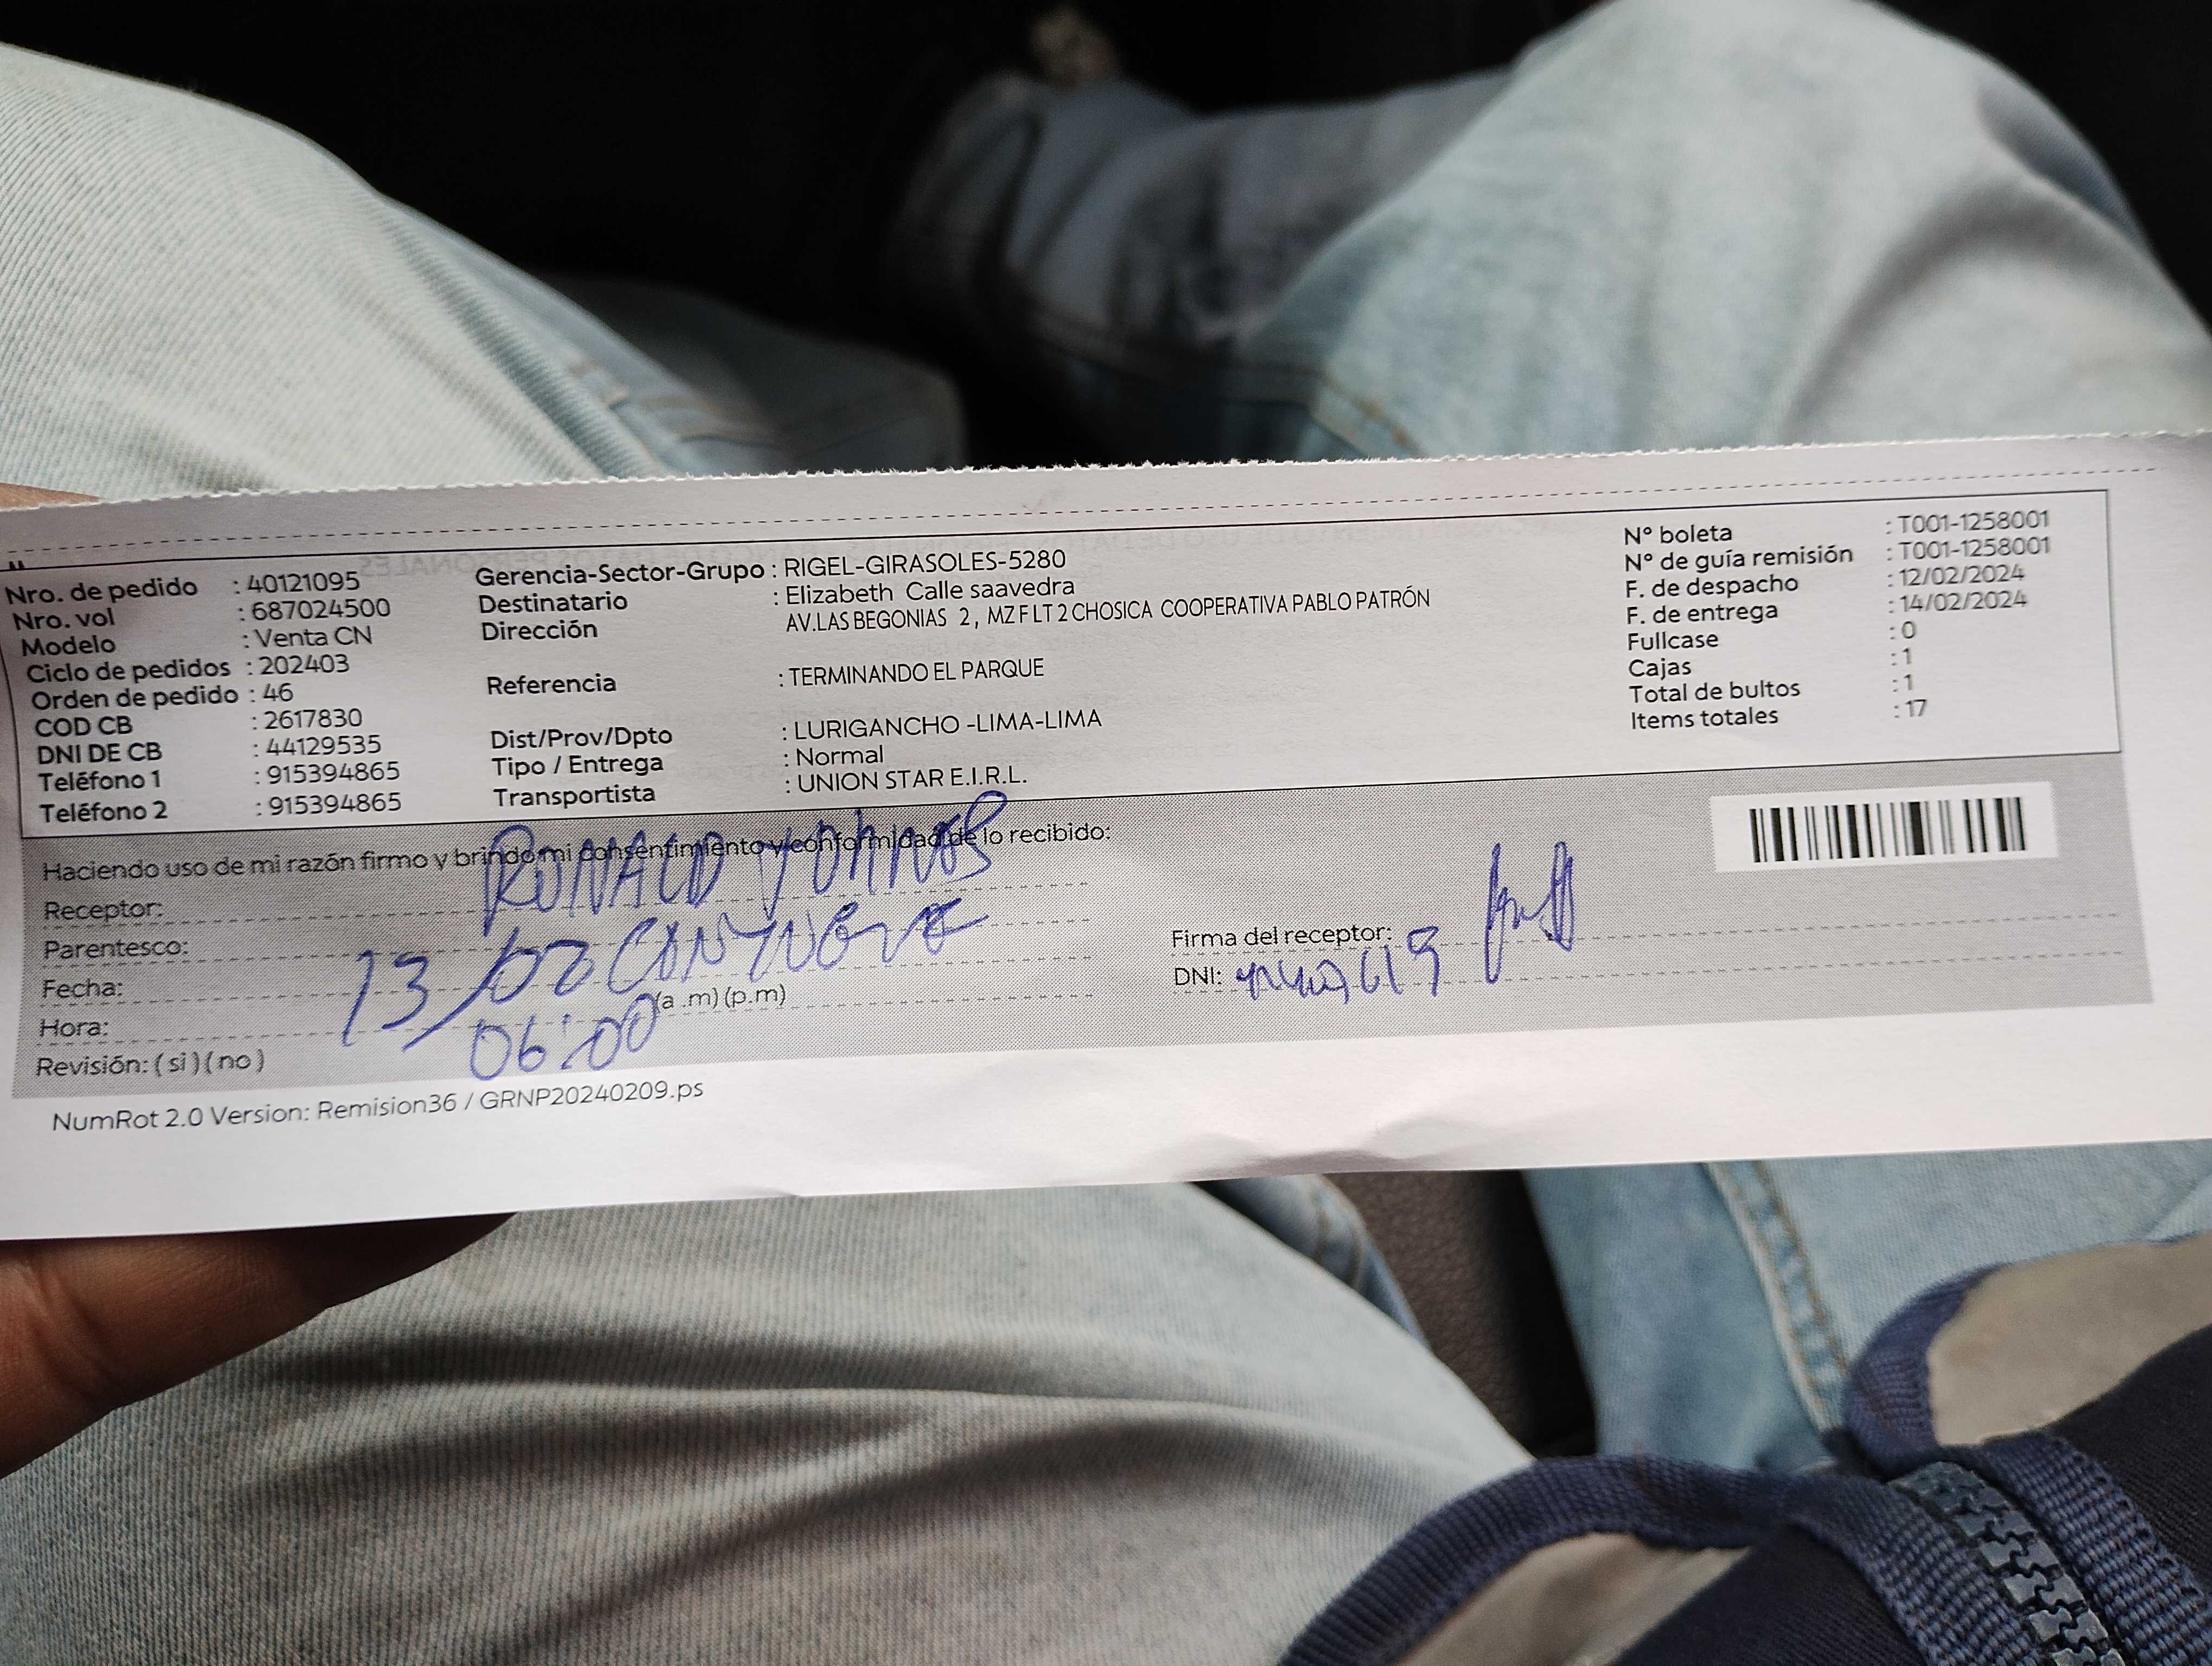 Nro. de pedido : 40121095
Nro. vol : 687024500
Modelo : Venta CN
Ciclo de pedidos : 202403
Orden de pedido : 46
COD CB : 2617830
DNI DE CB : 44129535
Teléfono 1 : 915394865
Teléfono 2 : 915394865
Gerencia-Sector-Grupo : RIGEL-GIRASOLES-5280
Destinatario : Elizabeth Calle saavedra
Dirección AV.LAS BEGONIAS 2, MZ F LT 2 CHOSICA COOPERATIVA PABLO PATRÓN
Referencia : TERMINANDO EL PARQUE
Dist/Prov/Dpto : LURIGANCHO -LIMA-LIMA
Tipo / Entrega : Normal
Transportista : UNION STAR E.I.R.L.
N° boleta : T001-1258001
N° de guía remisión : T001-1258001
F. de despacho : 12/02/2024
F. de entrega : 14/02/2024
Fullcase : 0
Cajas : 1
Total de bultos : 1
Items totales : 17
Haciendo uso de mi razón firmo y brindo mi consentimiento y conformidad de lo recibido:
Receptor: RONALD
Parentesco:
Fecha: 13/02
Hora: 06:00 (a .m) (p.m)
Revisión: ( si ) ( no )
Firma del receptor:
DNI:
NumRot 2.0 Version: Remision36 / GRNP20240209.ps